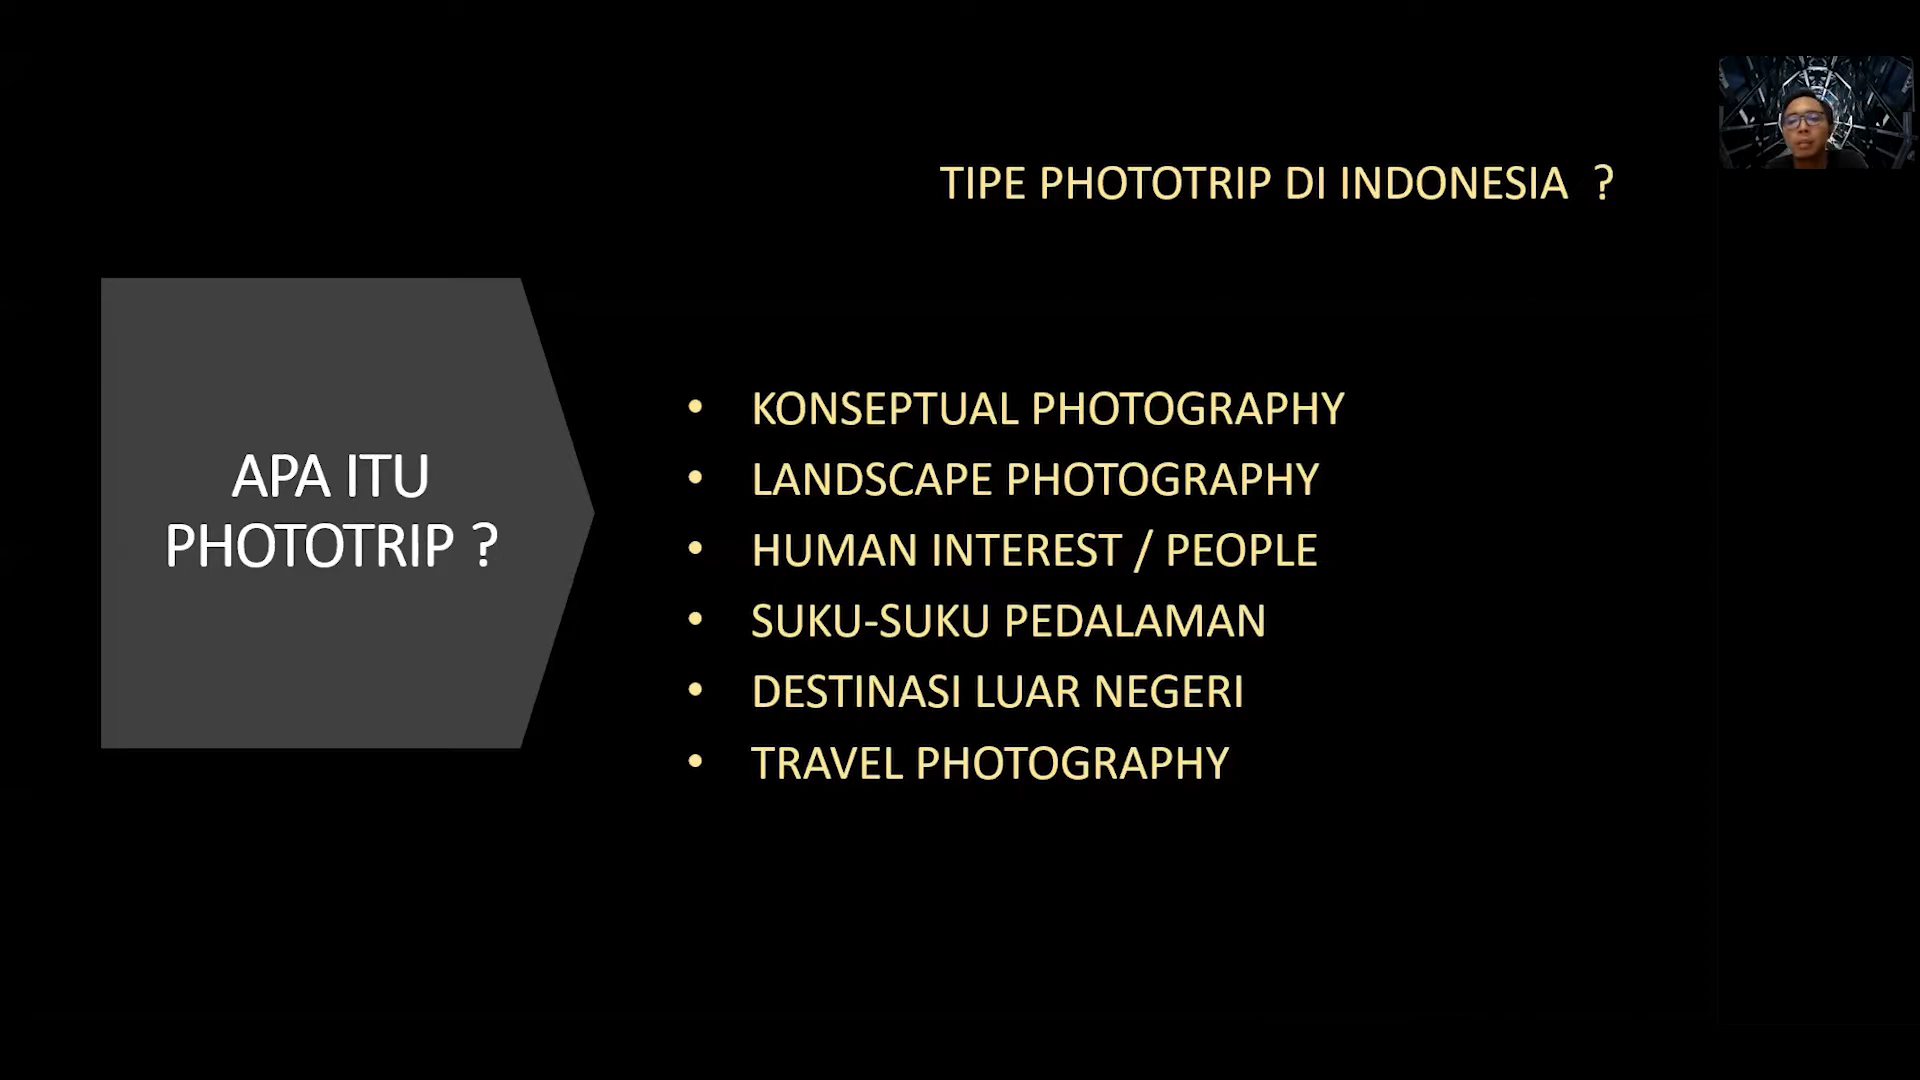 TIPE PHOTOTRIP DI INDONESIA ?
APA ITU
PHOTOTRIP ?
• KONSEPTUAL PHOTOGRAPHY
• LANDSCAPE PHOTOGRAPHY
• HUMAN INTEREST / PEOPLE
• SUKU-SUKU PEDALAMAN
• DESTINASI LUAR NEGERI
• TRAVEL PHOTOGRAPHY